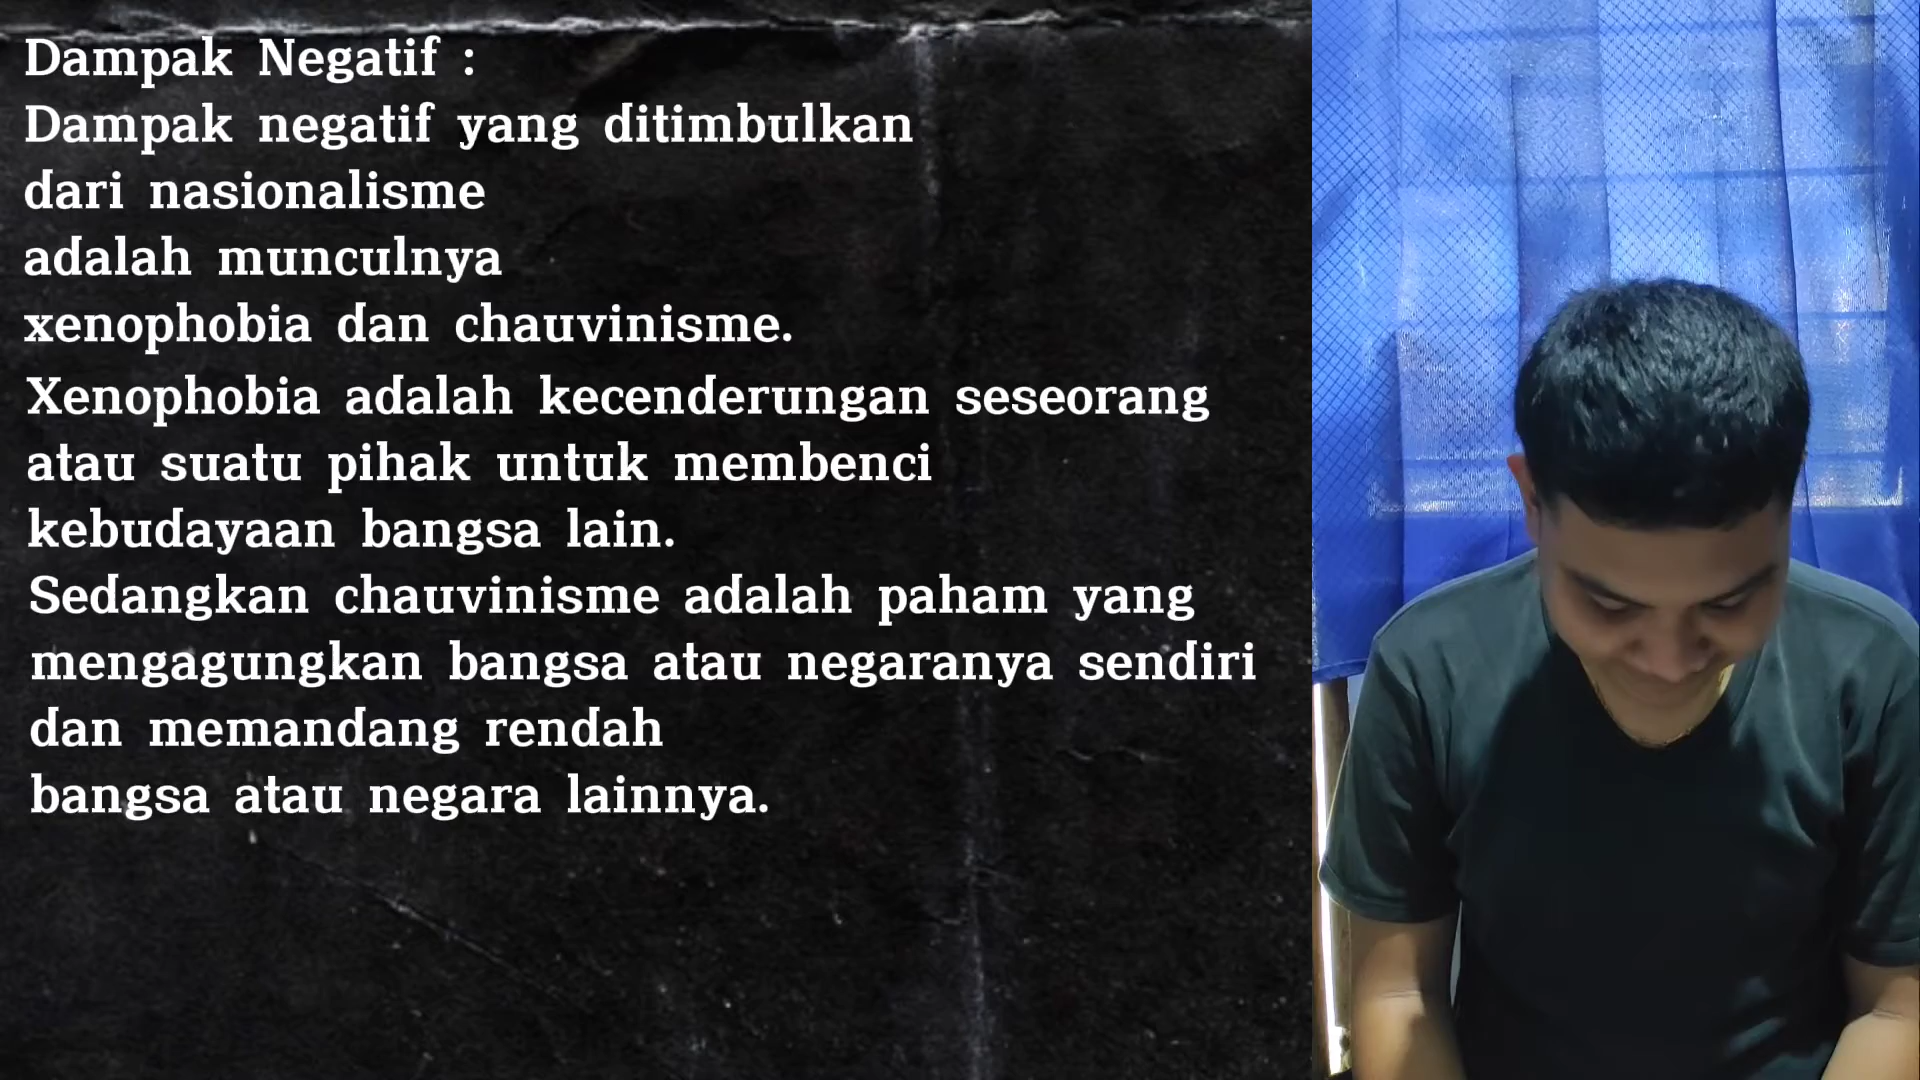 Dampak Negatif :
Dampak negatif yang ditimbulkan
dari nasionalisme
adalah munculnya
xenophobia dan chauvinisme.
Xenophobia adalah kecenderungan seseorang
atau suatu pihak untuk membenci
kebudayaan bangsa lain.
Sedangkan chauvinisme adalah paham yang
mengagungkan bangsa atau negaranya sendiri
dan memandang rendah
bangsa atau negara lainnya.